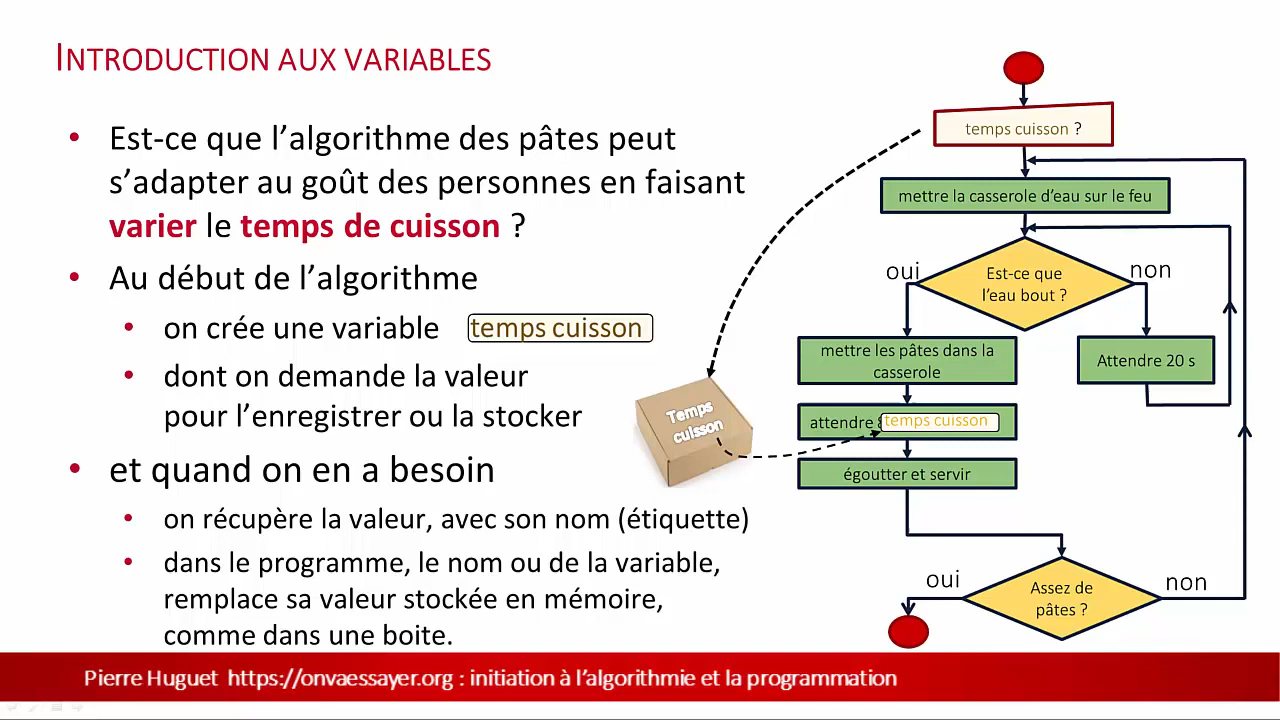 INTRODUCTION AUX VARIABLES
• Est-ce que l'algorithme des pâtes peut
s'adapter au goût des personnes en faisant
varier le temps de cuisson ?
• Au début de l'algorithme
• on crée une variable temps cuisson
• dont on demande la valeur
pour l'enregistrer ou la stocker
• et quand on en a besoin
• on récupère la valeur, avec son nom (étiquette)
• dans le programme, le nom ou de la variable,
remplace sa valeur stockée en mémoire,
comme dans une boite.
Temps
cuisson
temps cuisson ?
mettre la casserole d'eau sur le feu
oui
Est-ce que
l'eau bout ?
non
mettre les pâtes dans la
casserole
Attendre 20 s
attendre temps cuisson
égoutter et servir
oui
Assez de
pâtes ?
non
Pierre Huguet https://onvaessayer.org : initiation à l'algorithmie et la programmation